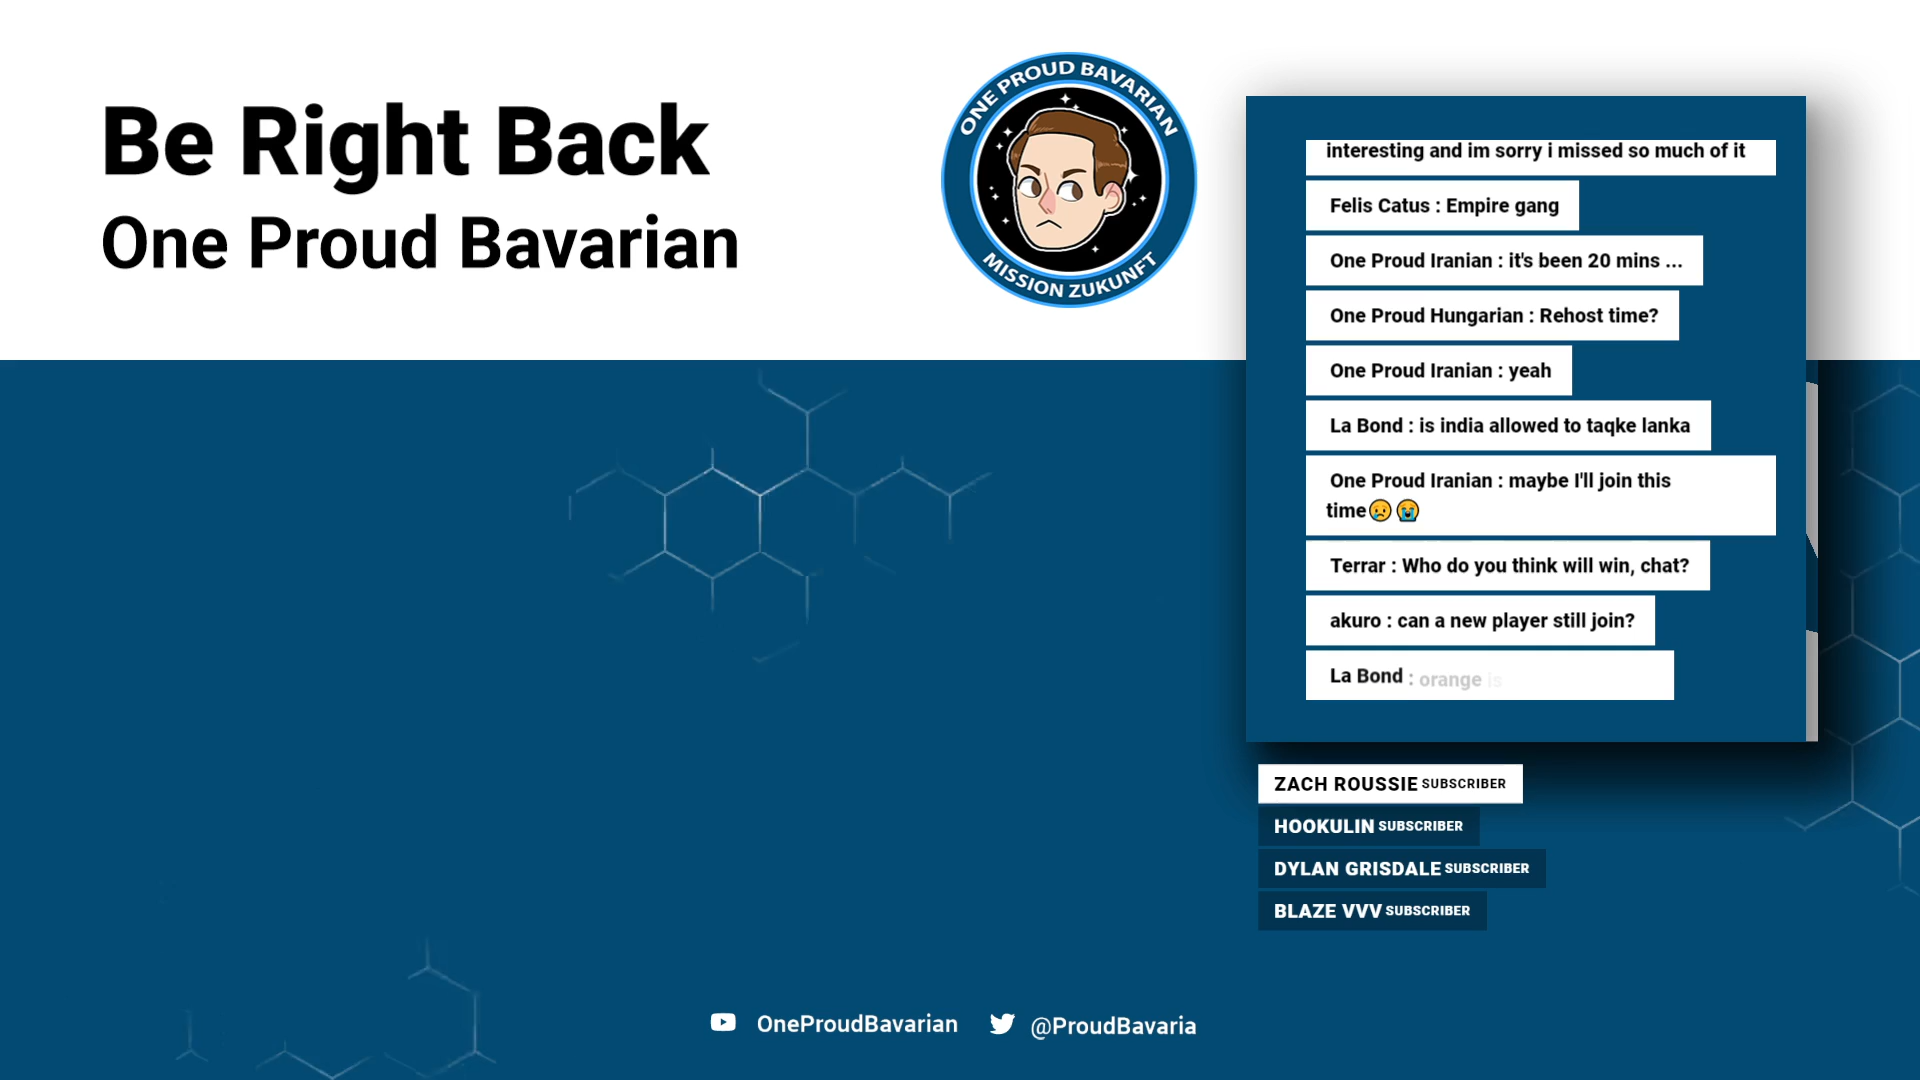 Be Right Back
One Proud Bavarian
ONE PROUD BAVARIAN
MISSION ZUKUNFT
interesting and im sorry i missed so much of it
Felis Catus : Empire gang
One Proud Iranian : it's been 20 mins ...
One Proud Hungarian : Rehost time?
One Proud Iranian : yeah
La Bond : is india allowed to taqke lanka
One Proud Iranian : maybe I'll join this
time😢😭
Terrar : Who do you think will win, chat?
akuro : can a new player still join?
La Bond : orange is
ZACH ROUSSIE SUBSCRIBER
HOOKULIN SUBSCRIBER
DYLAN GRISDALE SUBSCRIBER
BLAZE VVV SUBSCRIBER
OneProudBavarian @ProudBavaria